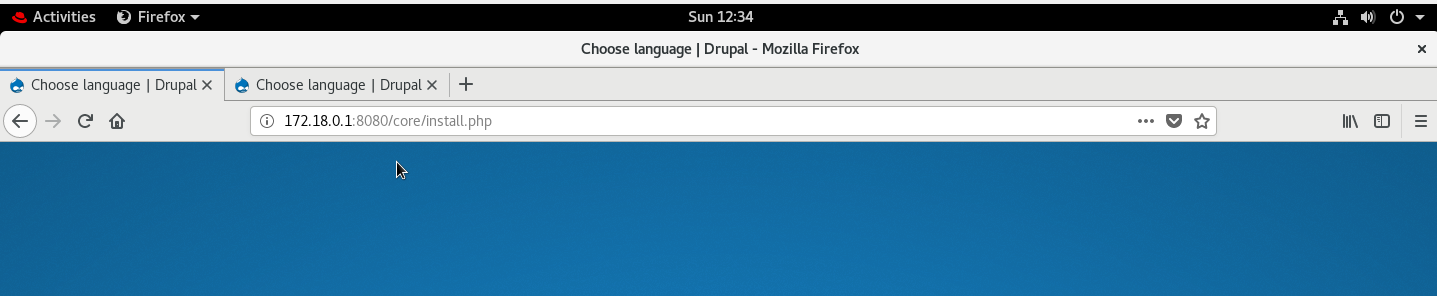 Activities Firefox Sun 12:34
Choose language | Drupal - Mozilla Firefox
Choose language | Drupal Choose language | Drupal
172.18.0.1:8080/core/install.php